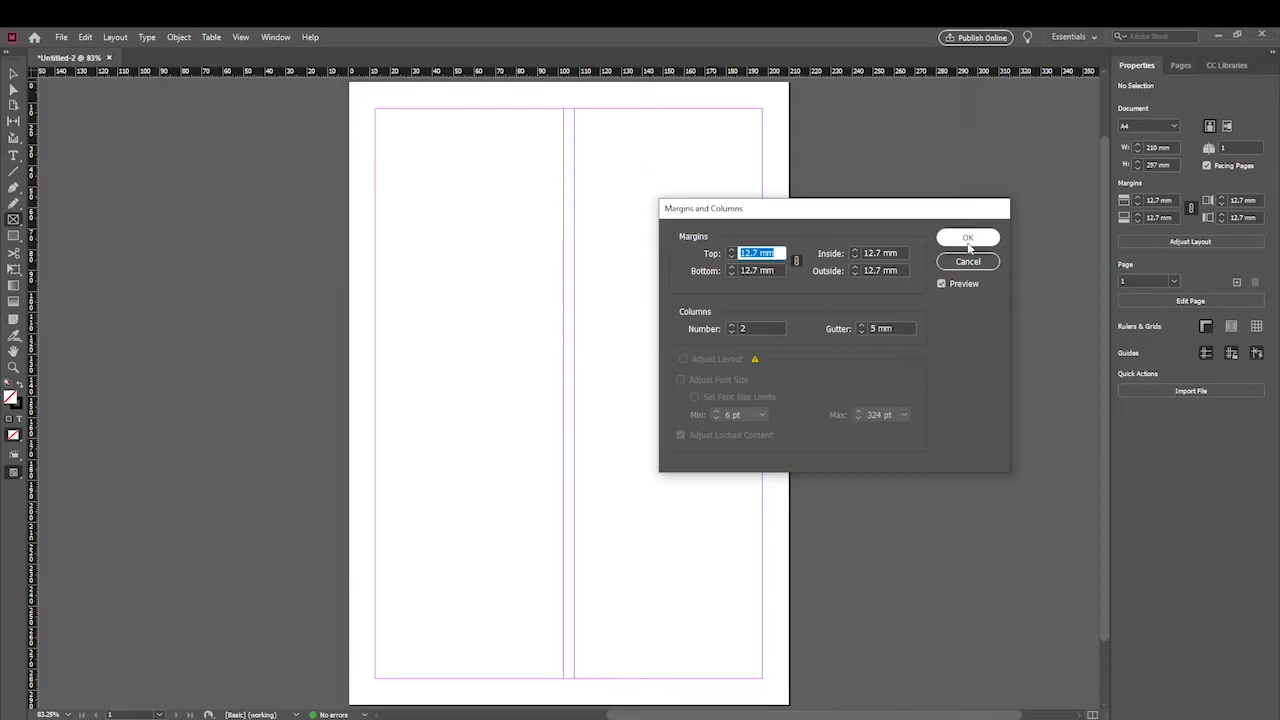 File Edit Layout Type Object Table View Window Help
Publish Online
Essentials
Adobe Stock
*Untitled-2 @ 83% ×
Properties Pages CC Libraries
No Selection
Document
A4
W: 210 mm
1
H: 297 mm
Facing Pages
Margins
12.7 mm 12.7 mm
12.7 mm 12.7 mm
Adjust Layout
Page
1
Edit Page
Rulers & Grids
Guides
Quick Actions
Import File
Margins and Columns
Margins
Top: 12.7 mm Inside: 12.7 mm
Bottom: 12.7 mm Outside: 12.7 mm
OK
Cancel
Preview
Columns
Number: 2 Gutter: 5 mm
Adjust Layout
Adjust Font Size
Set Font Size Limits
Min: 6 pt Max: 324 pt
Adjust Locked Content
83.25% 1 [Basic] (working) No errors